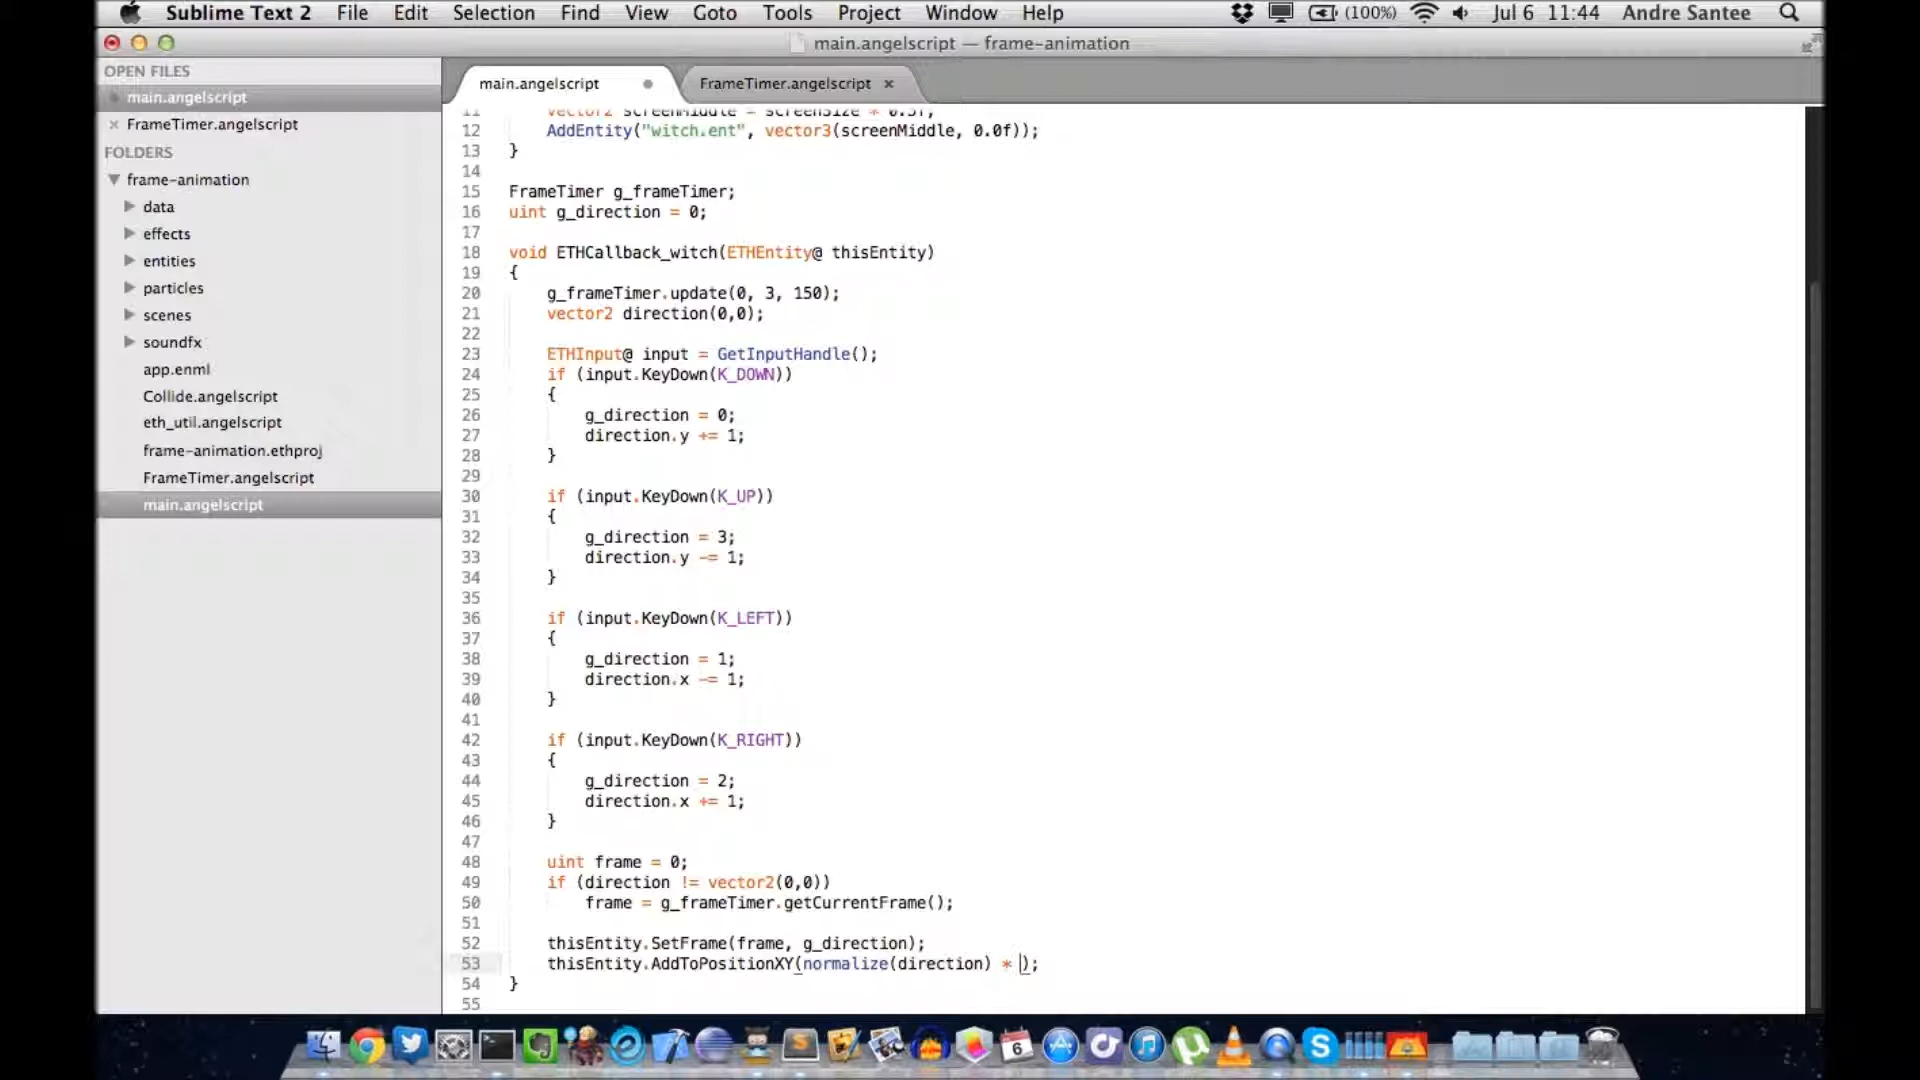 Sublime Text 2 File Edit Selection Find View Goto Tools Project Window Help (100%) Jul 6 11:44 Andre Santee
main.angelscript — frame-animation
OPEN FILES
main.angelscript
FrameTimer.angelscript
FOLDERS
frame-animation
data
effects
entities
particles
scenes
soundfx
app.enml
Collide.angelscript
eth_util.angelscript
frame-animation.ethproj
FrameTimer.angelscript
main.angelscript
main.angelscript FrameTimer.angelscript ×
11 vector2 screenMiddle = screenSize * 0.5f;
12 AddEntity("witch.ent", vector3(screenMiddle, 0.0f));
13 }
14
15 FrameTimer g_frameTimer;
16 uint g_direction = 0;
17
18 void ETHCallback_witch(ETHEntity@ thisEntity)
19 {
20 g_frameTimer.update(0, 3, 150);
21 vector2 direction(0,0);
22
23 ETHInput@ input = GetInputHandle();
24 if (input.KeyDown(K_DOWN))
25 {
26 g_direction = 0;
27 direction.y += 1;
28 }
29
30 if (input.KeyDown(K_UP))
31 {
32 g_direction = 3;
33 direction.y -= 1;
34 }
35
36 if (input.KeyDown(K_LEFT))
37 {
38 g_direction = 1;
39 direction.x -= 1;
40 }
41
42 if (input.KeyDown(K_RIGHT))
43 {
44 g_direction = 2;
45 direction.x += 1;
46 }
47
48 uint frame = 0;
49 if (direction != vector2(0,0))
50 frame = g_frameTimer.getCurrentFrame();
51
52 thisEntity.SetFrame(frame, g_direction);
53 thisEntity.AddToPositionXY(normalize(direction) * );
54 }
55
6